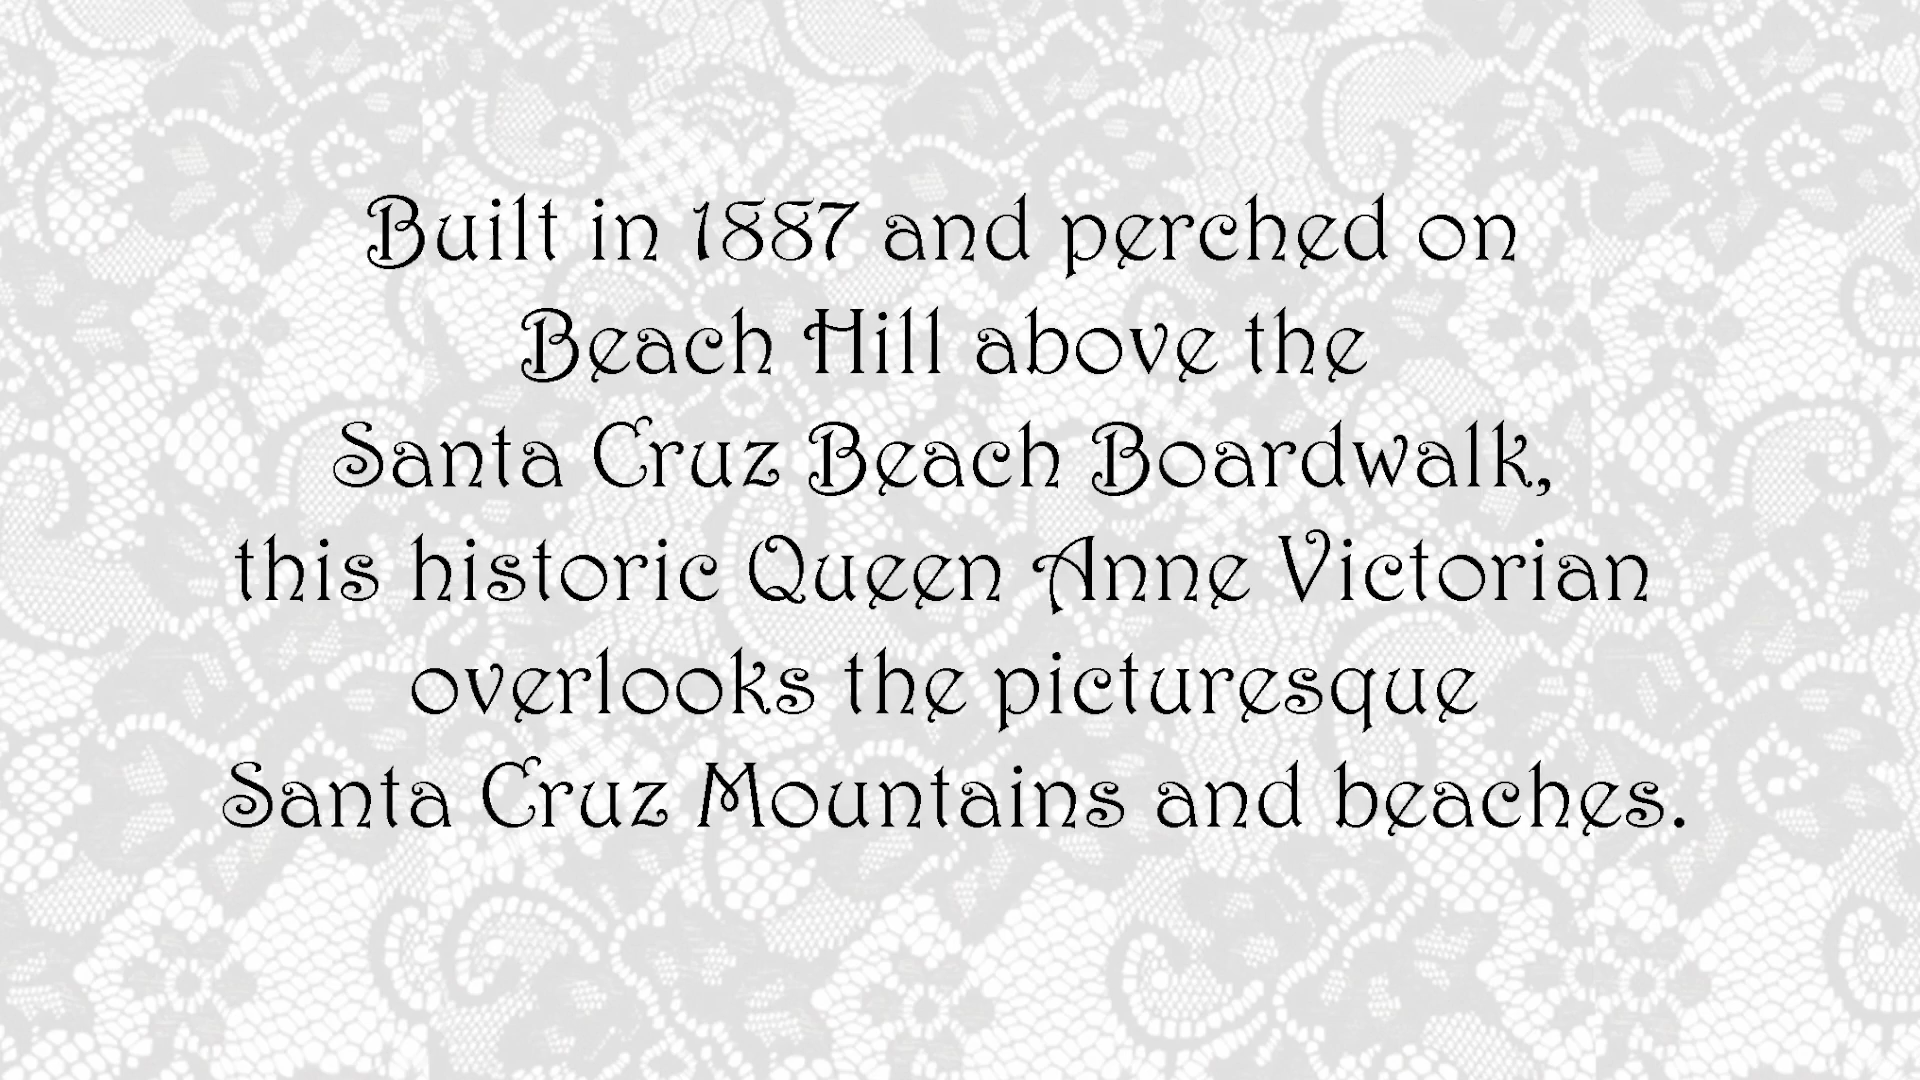 Built in 1887 and perched on
Beach Hill above the
Santa Cruz Beach Boardwalk,
this historic Queen Anne Victorian
overlooks the picturesque
Santa Cruz Mountains and beaches.